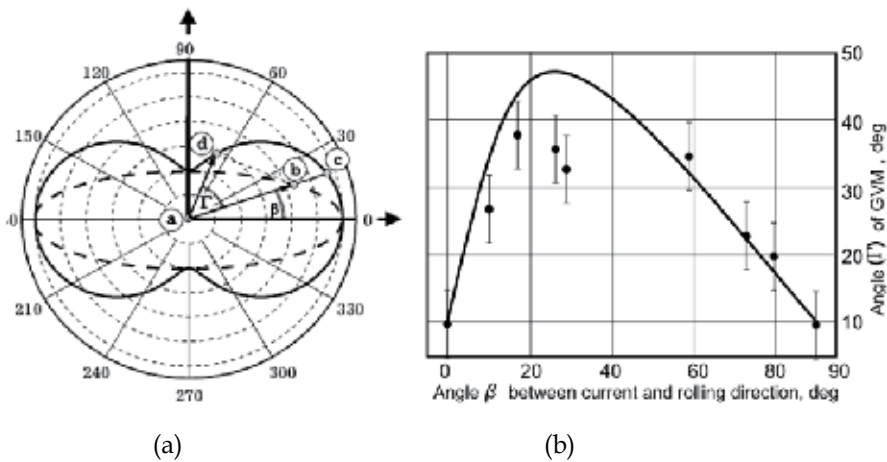 90
120
60
150
30
d
c
b
Γ
a
β
0
0
210
330
240
300
270
(a)
50
40
30
20
10
Angle (Γ) of GVM, deg
0
20
40
60
80
90
Angle β between current and rolling direction, deg
(b)